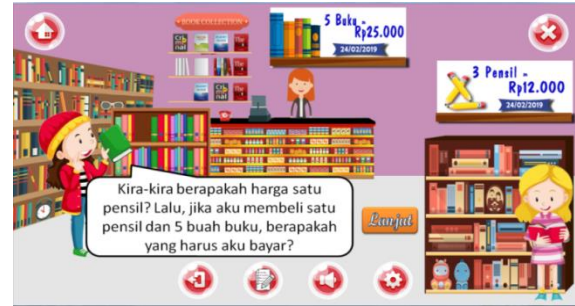 BOOK COLLECTION
5 Buku =
Rp25.000
24/02/2019
3 Pensil =
Rp12.000
24/02/2019
Kira-kira berapakah harga satu
pensil? Lalu, jika aku membeli satu
pensil dan 5 buah buku, berapakah
yang harus aku bayar?
Lanjut